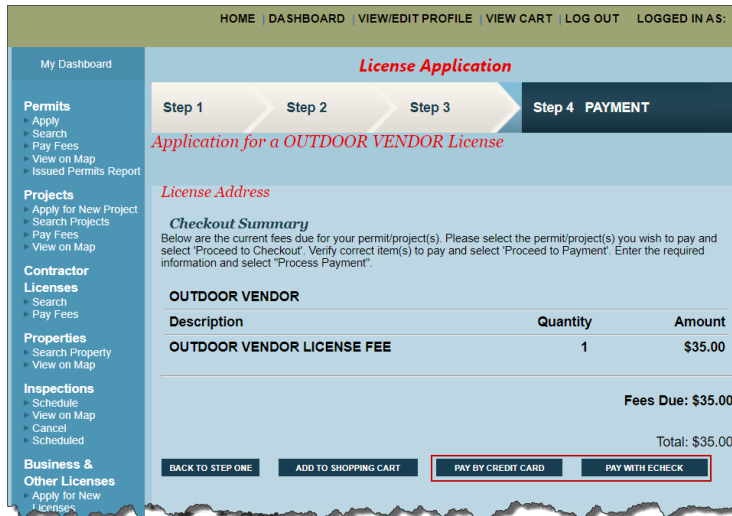 HOME | DASHBOARD | VIEW/EDIT PROFILE | VIEW CART | LOG OUT LOGGED IN AS:
My Dashboard
Permits
Apply
Search
Pay Fees
View on Map
Issued Permits Report
Projects
Apply for New Project
Search Projects
Pay Fees
View on Map
Contractor
Licenses
Search
Pay Fees
Properties
Search Property
View on Map
Inspections
Schedule
View on Map
Cancel
Scheduled
Business &
Other Licenses
Apply for New
Licenses
License Application
Step 1 Step 2 Step 3 Step 4 PAYMENT
Application for a OUTDOOR VENDOR License
License Address
Checkout Summary
Below are the current fees due for your permit/project(s). Please select the permit/project(s) you wish to pay and
select 'Proceed to Checkout'. Verify correct item(s) to pay and select 'Proceed to Payment'. Enter the required
information and select "Process Payment".
OUTDOOR VENDOR
Description Quantity Amount
OUTDOOR VENDOR LICENSE FEE 1 $35.00
Fees Due: $35.00
Total: $35.00
BACK TO STEP ONE ADD TO SHOPPING CART PAY BY CREDIT CARD PAY WITH ECHECK